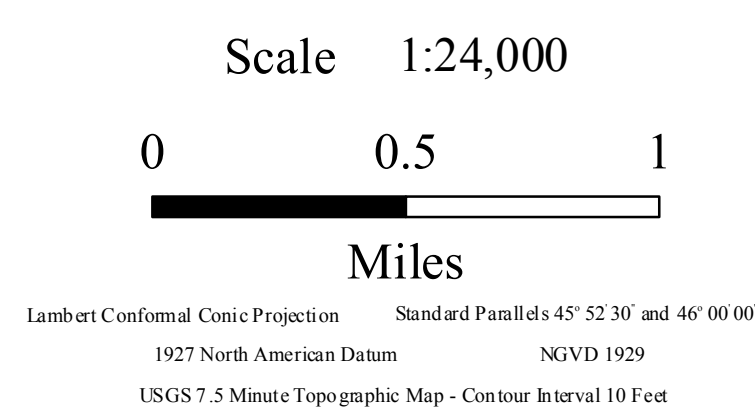 Scale 1:24,000
0 0.5 1
Miles
Lambert Conformal Conic Projection Standard Parallels 45° 52' 30" and 46° 00' 00"
1927 North American Datum NGVD 1929
USGS 7.5 Minute Topographic Map - Contour Interval 10 Feet